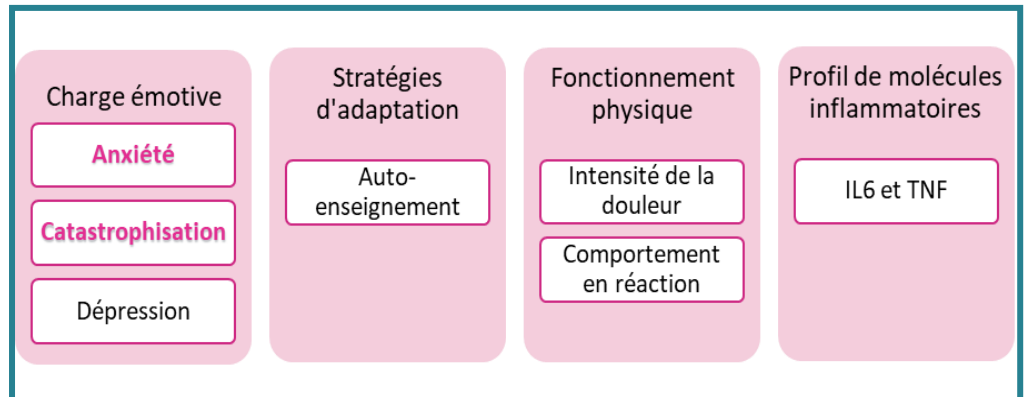 Charge émotive
Anxiété
Catastrophisation
Dépression
Stratégies
d'adaptation
Auto-
enseignement
Fonctionnement
physique
Intensité de la
douleur
Comportement
en réaction
Profil de molécules
inflammatoires
IL6 et TNF